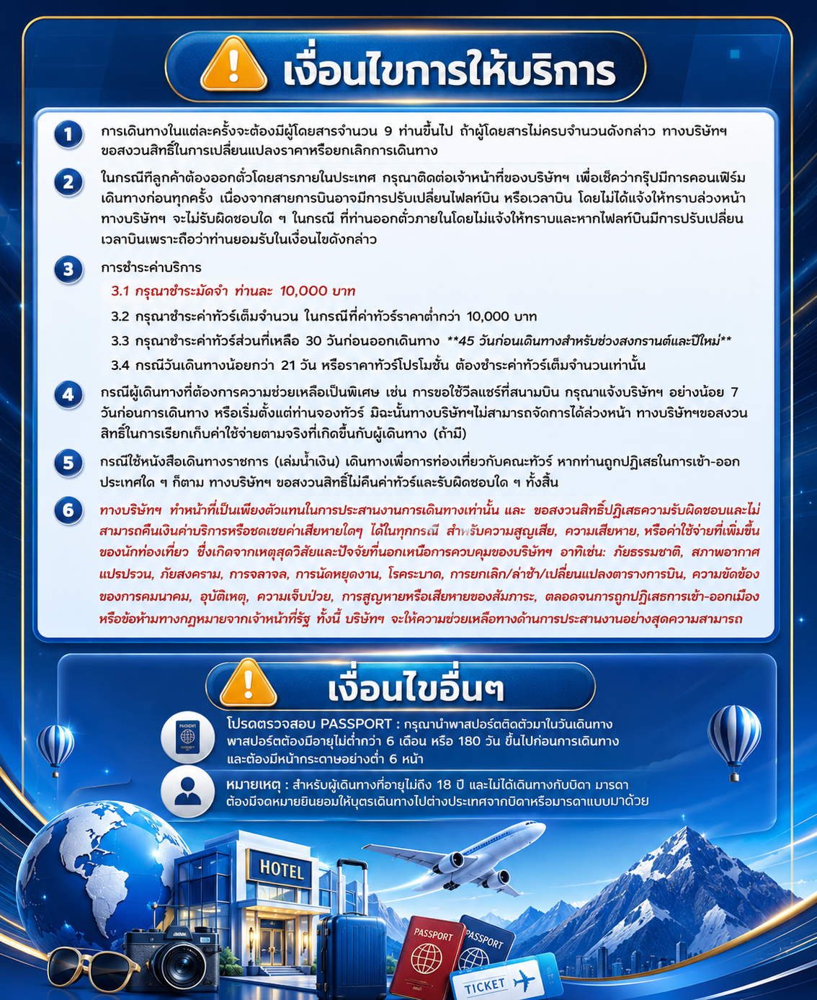 เงื่อนไขการให้บริการ
1 การเดินทางในแต่ละครั้งจะต้องมีผู้โดยสารจำนวน 9 ท่านขึ้นไป ถ้าผู้โดยสารไม่ครบจำนวนดังกล่าว ทางบริษัทฯ
ขอสงวนสิทธิ์ในการเปลี่ยนแปลงราคาหรือยกเลิกการเดินทาง
2 ในกรณีที่ลูกค้าต้องออกตั๋วโดยสารภายในประเทศ กรุณาติดต่อเจ้าหน้าที่ของบริษัทฯ เพื่อเช็คว่ากรุ๊ปมีการคอนเฟิร์ม
เดินทางก่อนทุกครั้ง เนื่องจากสายการบินอาจมีการปรับเปลี่ยนไฟลท์บิน หรือเวลาบิน โดยไม่ได้แจ้งให้ทราบล่วงหน้า
ทางบริษัทฯ จะไม่รับผิดชอบใด ๆ ในกรณี ที่ท่านออกตั๋วภายในโดยไม่แจ้งให้ทราบและหากไฟลท์บินมีการปรับเปลี่ยน
เวลาบินเพราะถือว่าท่านยอมรับในเงื่อนไขดังกล่าว
3 การชำระค่าบริการ
3.1 กรุณาชำระมัดจำ ท่านละ 10,000 บาท
3.2 กรุณาชำระค่าทัวร์เต็มจำนวน ในกรณีที่ค่าทัวร์ราคาต่ำกว่า 10,000 บาท
3.3 กรุณาชำระค่าทัวร์ส่วนที่เหลือ 30 วันก่อนออกเดินทาง **45 วันก่อนเดินทางสำหรับช่วงสงกรานต์และปีใหม่**
3.4 กรณีวันเดินทางน้อยกว่า 21 วัน หรือราคาทัวร์โปรโมชั้น ต้องชำระค่าทัวร์เต็มจำนวนเท่านั้น
4 กรณีผู้เดินทางที่ต้องการความช่วยเหลือเป็นพิเศษ เช่น การขอใช้วีลแชร์ที่สนามบิน กรุณาแจ้งบริษัทฯ อย่างน้อย 7
วันก่อนการเดินทาง หรือเริ่มตั้งแต่ท่านจองทัวร์ มิฉะนั้นทางบริษัทฯไม่สามารถจัดการได้ล่วงหน้า ทางบริษัทฯขอสงวน
สิทธิ์ในการเรียกเก็บค่าใช้จ่ายตามจริงที่เกิดขึ้นกับผู้เดินทาง (ถ้ามี)
5 กรณีใช้หนังสือเดินทางราชการ (เล่มน้ำเงิน) เดินทางเพื่อการท่องเที่ยวกับคณะทัวร์ หากท่านถูกปฏิเสธในการเข้า-ออก
ประเทศใด ๆ ก็ตาม ทางบริษัทฯ ขอสงวนสิทธิ์ไม่คืนค่าทัวร์และรับผิดชอบใด ๆ ทั้งสิ้น
6 ทางบริษัทฯ ทำหน้าที่เป็นเพียงตัวแทนในการประสานงานการเดินทางเท่านั้น และ ขอสงวนสิทธิ์ปฏิเสธความรับผิดชอบและไม่
สามารถคืนเงินค่าบริการหรือชดเชยค่าเสียหายใดๆ ได้ในทุกกรณี สำหรับความสูญเสีย, ความเสียหาย, หรือค่าใช้จ่ายที่เพิ่มขึ้น
ของนักท่องเที่ยว ซึ่งเกิดจากเหตุสุดวิสัยและปัจจัยที่นอกเหนือการควบคุมของบริษัทฯ อาทิเช่น: ภัยธรรมชาติ, สภาพอากาศ
แปรปรวน, ภัยสงคราม, การจลาจล, การนัดหยุดงาน, โรคระบาด, การยกเลิก/ล่าช้า/เปลี่ยนแปลงตารางการบิน, ความขัดข้อง
ของการคมนาคม, อุบัติเหตุ, ความเจ็บป่วย, การสูญหายหรือเสียหายของสัมภาระ, ตลอดจนการถูกปฏิเสธการเข้า-ออกเมือง
หรือข้อห้ามทางกฎหมายจากเจ้าหน้าที่รัฐ ทั้งนี้ บริษัทฯ จะให้ความช่วยเหลือทางด้านการประสานงานอย่างสุดความสามารถ
เงื่อนไขอื่นๆ
โปรดตรวจสอบ PASSPORT : กรุณานำพาสปอร์ตติดตัวมาในวันเดินทาง
พาสปอร์ตต้องมีอายุไม่ต่ำกว่า 6 เดือน หรือ 180 วัน ขึ้นไปก่อนการเดินทาง
และต้องมีหน้ากระดาษอย่างต่ำ 6 หน้า
หมายเหตุ : สำหรับผู้เดินทางที่อายุไม่ถึง 18 ปี และไม่ได้เดินทางกับบิดา มารดา
ต้องมีจดหมายยินยอมให้บุตรเดินทางไปต่างประเทศจากบิดาหรือมารดาแนบมาด้วย
HOTEL
PASSPORT
PASSPORT
TICKET